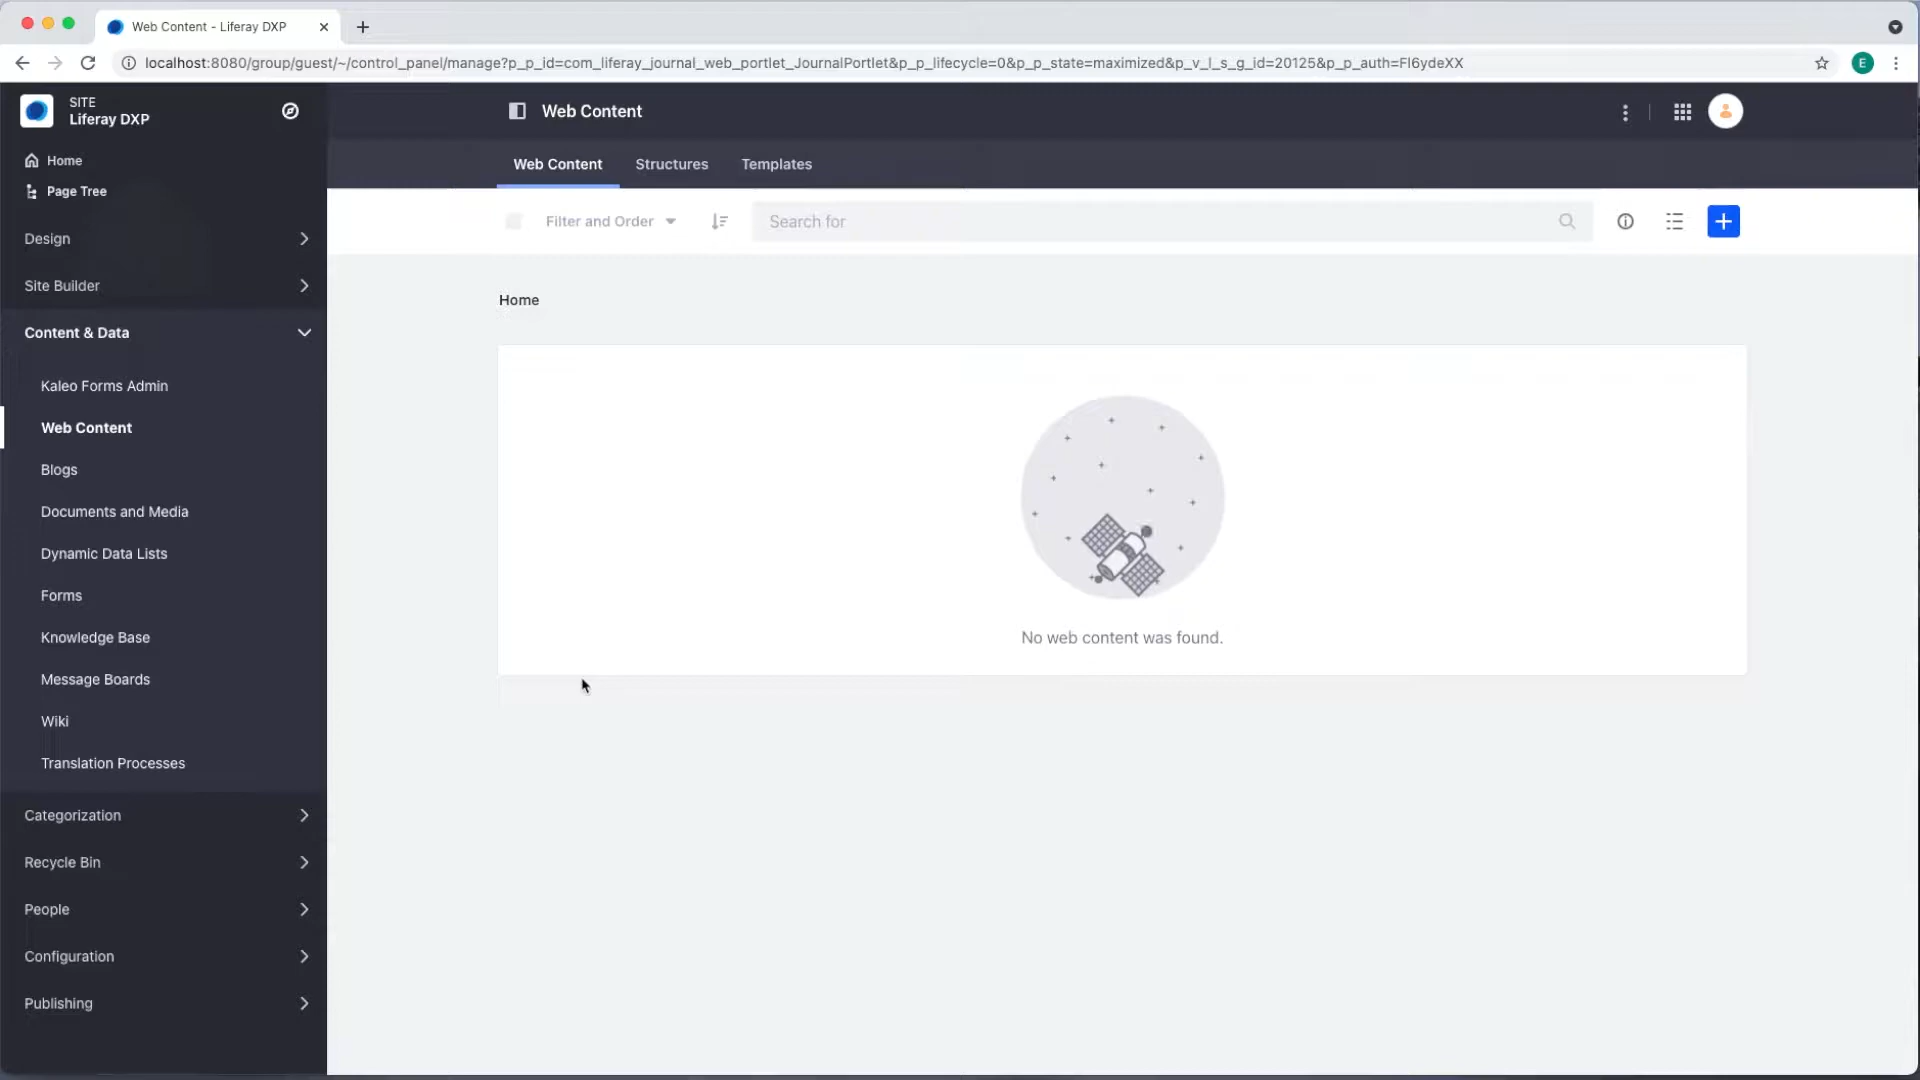 Web Content - Liferay DXP
localhost:8080/group/guest/~/control_panel/manage?p_p_id=com_liferay_journal_web_portlet_JournalPortlet&p_p_lifecycle=0&p_p_state=maximized&p_v_l_s_g_id=20125&p_p_auth=FI6ydeXX
E
SITE
Liferay DXP
Home
Page Tree
Design
Site Builder
Content & Data
Kaleo Forms Admin
Web Content
Blogs
Documents and Media
Dynamic Data Lists
Forms
Knowledge Base
Message Boards
Wiki
Translation Processes
Categorization
Recycle Bin
People
Configuration
Publishing
Web Content
Web Content Structures Templates
Filter and Order
Search for
Home
No web content was found.